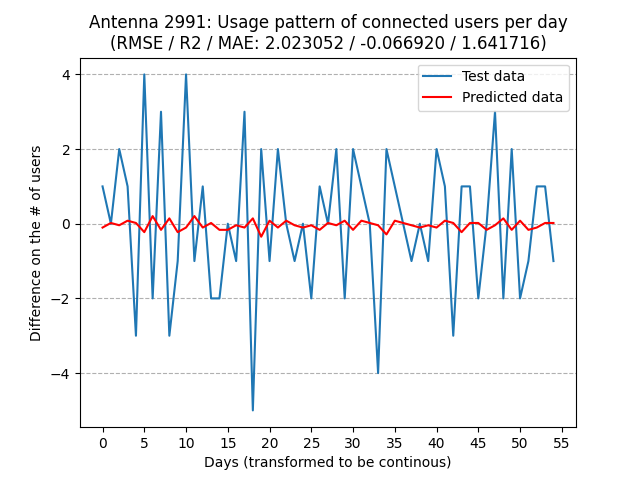 Antenna 2991: Usage pattern of connected users per day
(RMSE / R2 / MAE: 2.023052 / -0.066920 / 1.641716)
Test data
Predicted data
Difference on the # of users
4
2
0
−2
−4
0 5 10 15 20 25 30 35 40 45 50 55
Days (transformed to be continous)